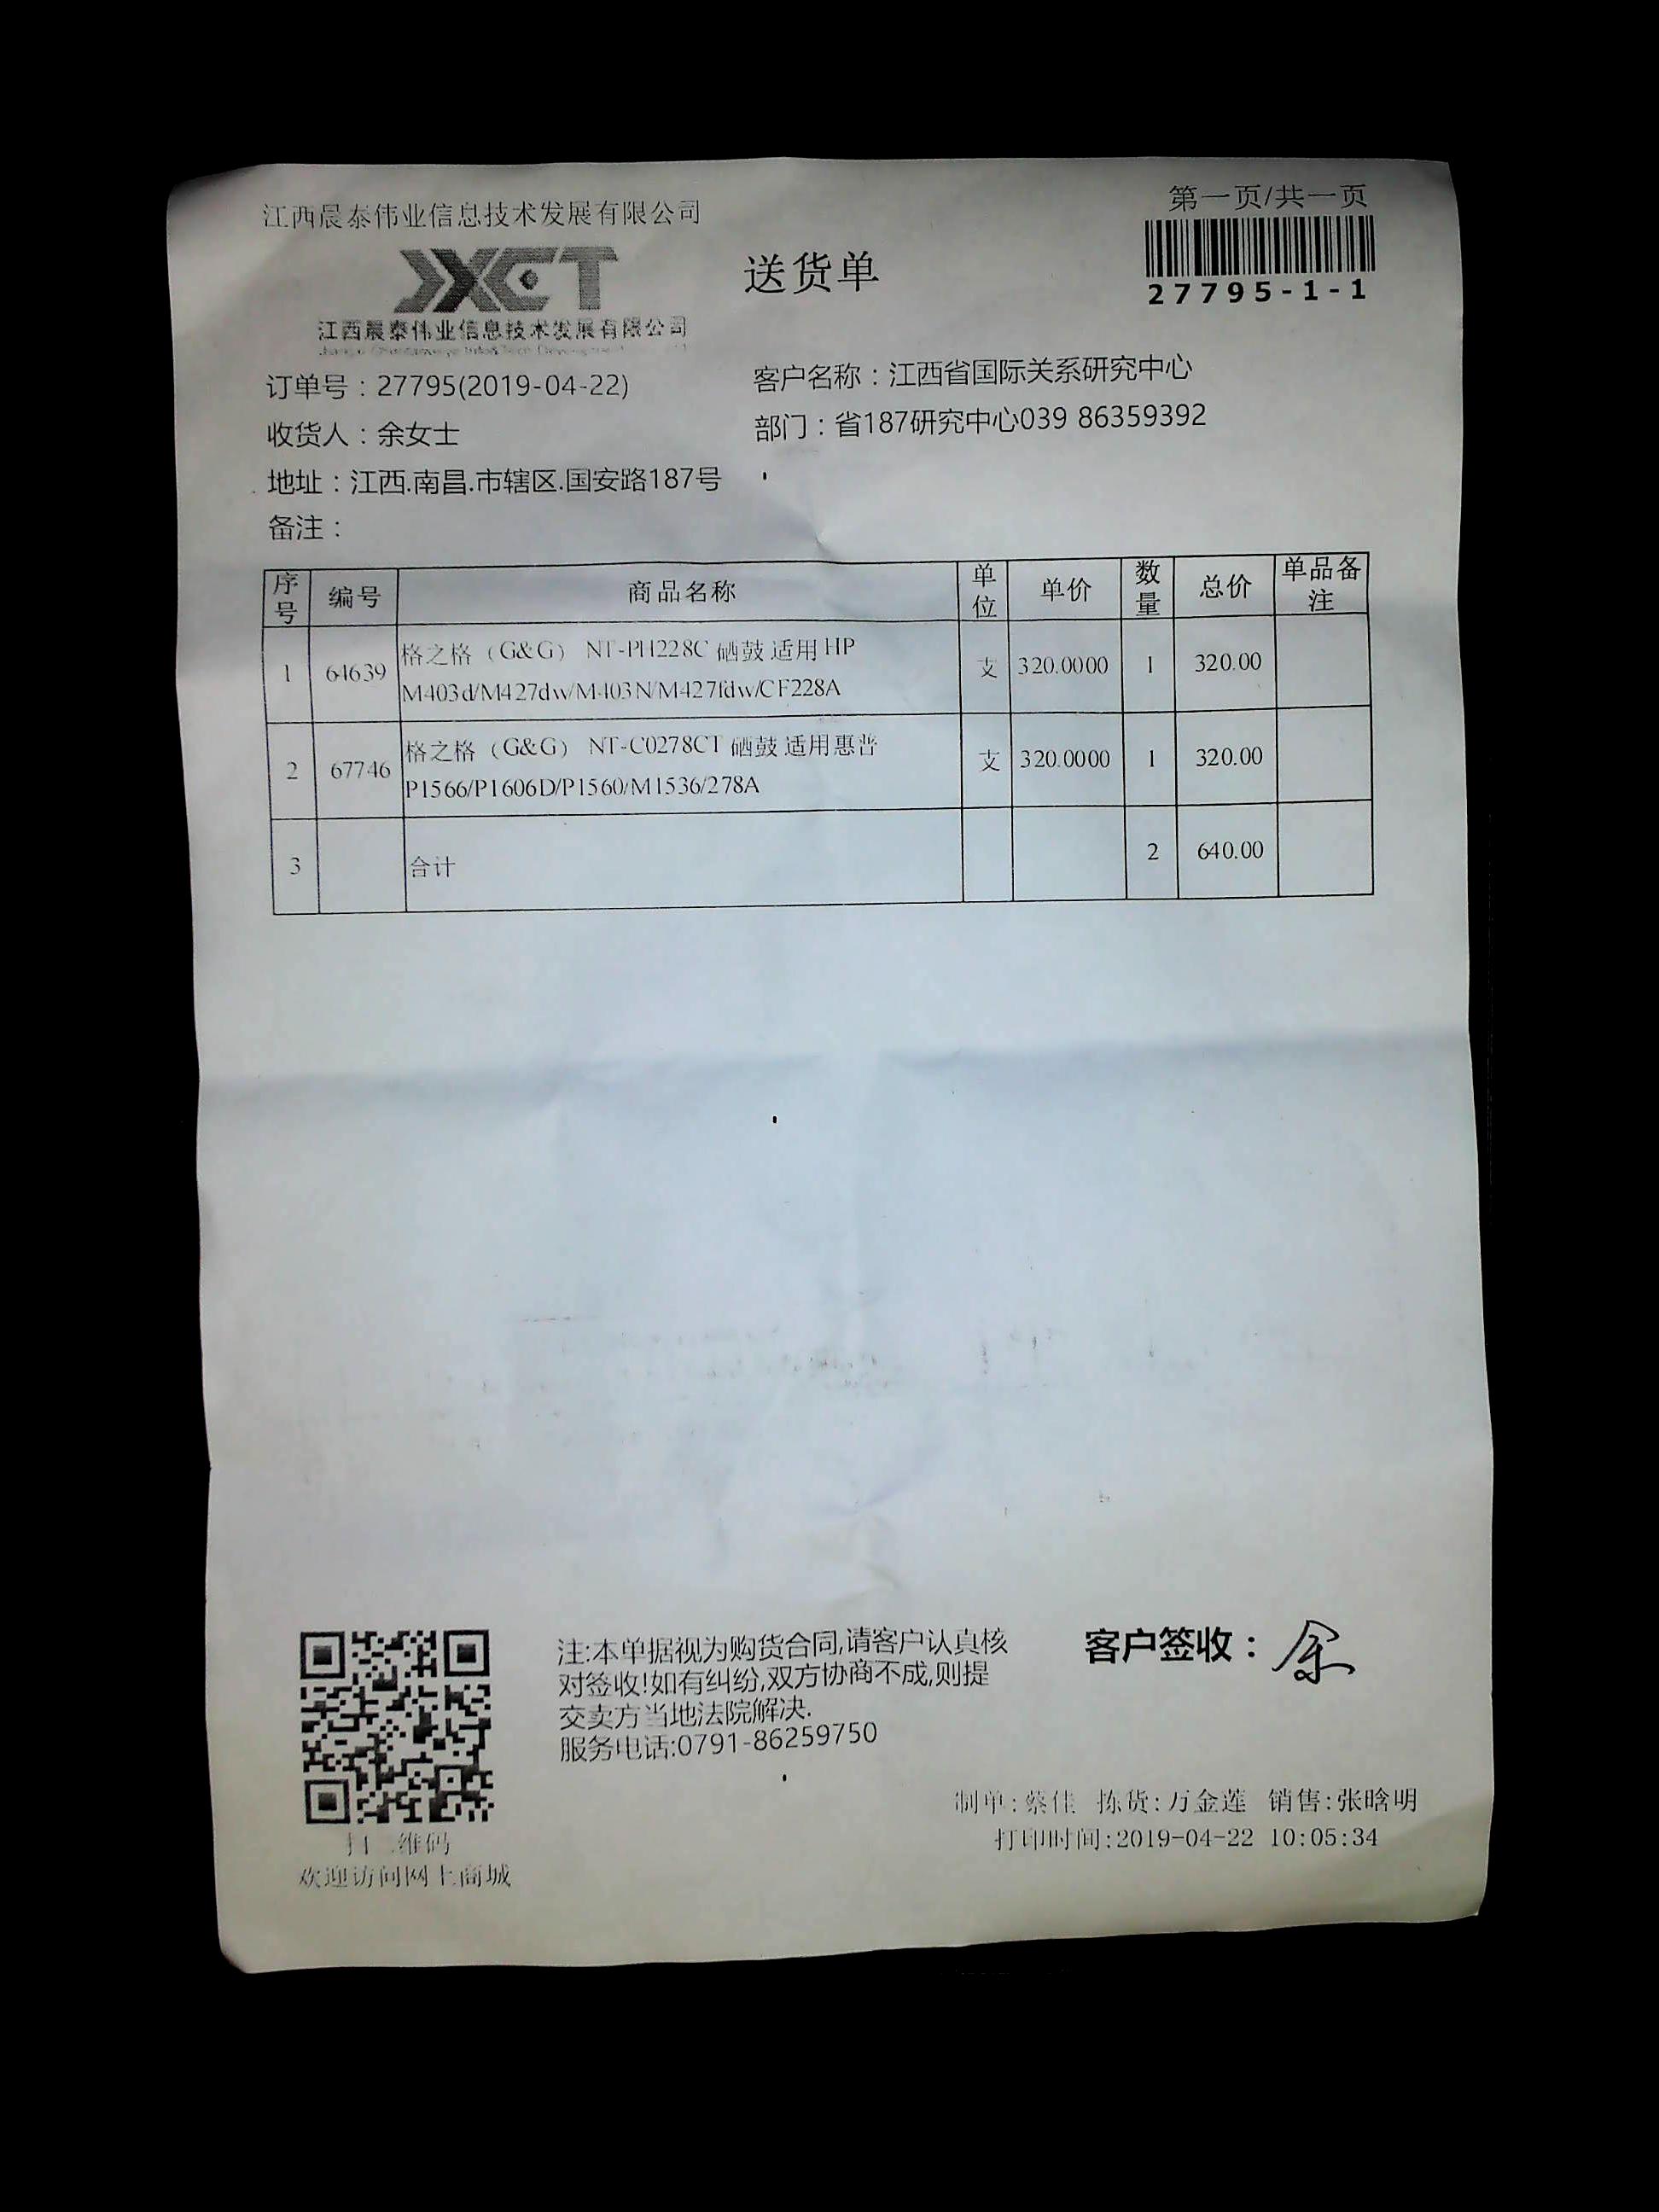 第一页/共一页
江西晨泰伟业信息技术发展有限公司
JXCT
送货单
27795-1-1
江西晨泰伟业信息技术发展有限公司
订单号：27795(2019-04-22)
客户名称：江西省国际关系研究中心
收货人：余女士
部门：省187研究中心039 86359392
地址：江西.南昌.市辖区.国安路187号
备注：
序号 编号 商品名称 单位 单价 数量 总价 单品备注
1 64639 格之格（G&G） NT-PH228C 硒鼓 适用 HP 支 320.0000 1 320.00
M403d/M427dw/M403N/M427fdw/CF228A
2 67746 格之格（G&G） NT-C0278CT 硒鼓 适用惠普 支 320.0000 1 320.00
P1566/P1606D/P1560/M1536/278A
3 合计 2 640.00
注:本单据视为购货合同,请客户认真核
对签收!如有纠纷,双方协商不成,则提
交卖方当地法院解决.
服务电话:0791-86259750
客户签收：余
制单:蔡佳 拣货:万金莲 销售:张晗明
打印时间:2019-04-22 10:05:34
扫二维码
欢迎访问网上商城